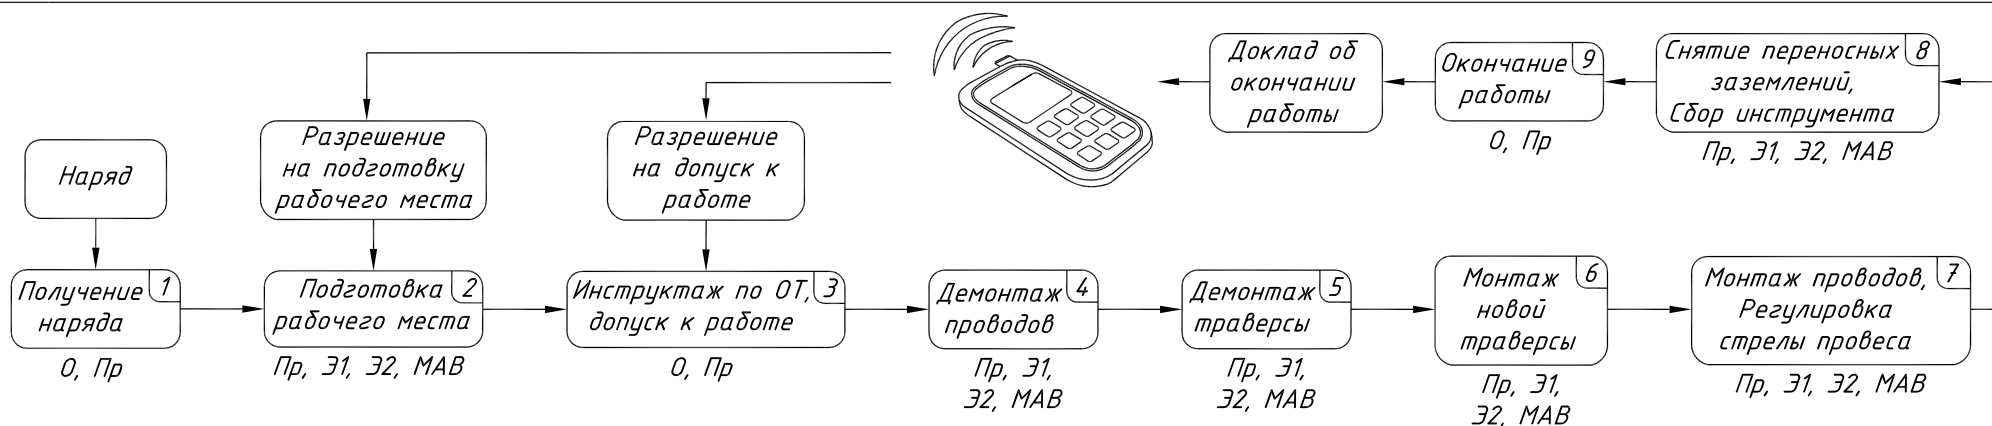 Наряд
Получение 1
наряда
О, Пр
Разрешение
на подготовку
рабочего места
Подготовка 2
рабочего места
Пр, Э1, Э2, МАВ
Разрешение
на допуск к
работе
Инструктаж по ОТ, 3
допуск к работе
О, Пр
Демонтаж 4
проводов
Пр, Э1,
Э2, МАВ
Демонтаж 5
траверсы
Пр, Э1,
Э2, МАВ
Монтаж 6
новой
траверсы
Пр, Э1,
Э2, МАВ
Монтаж проводов, 7
Регулировка
стрелы провеса
Пр, Э1, Э2, МАВ
Снятие переносных 8
заземлений,
Сбор инструмента
Пр, Э1, Э2, МАВ
Окончание 9
работы
О, Пр
Доклад об
окончании
работы